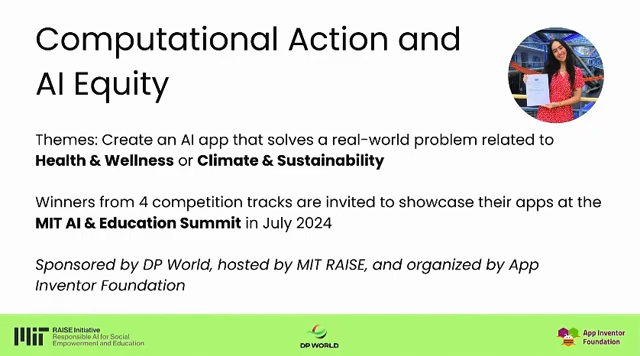 Computational Action and
AI Equity
Themes: Create an AI app that solves a real-world problem related to
Health & Wellness or Climate & Sustainability
Winners from 4 competition tracks are invited to showcase their apps at the
MIT AI & Education Summit in July 2024
Sponsored by DP World, hosted by MIT RAISE, and organized by App
Inventor Foundation
MIT
RAISE Initiative
Responsible AI for Social
Empowerment and Education
DP WORLD
App Inventor
Foundation